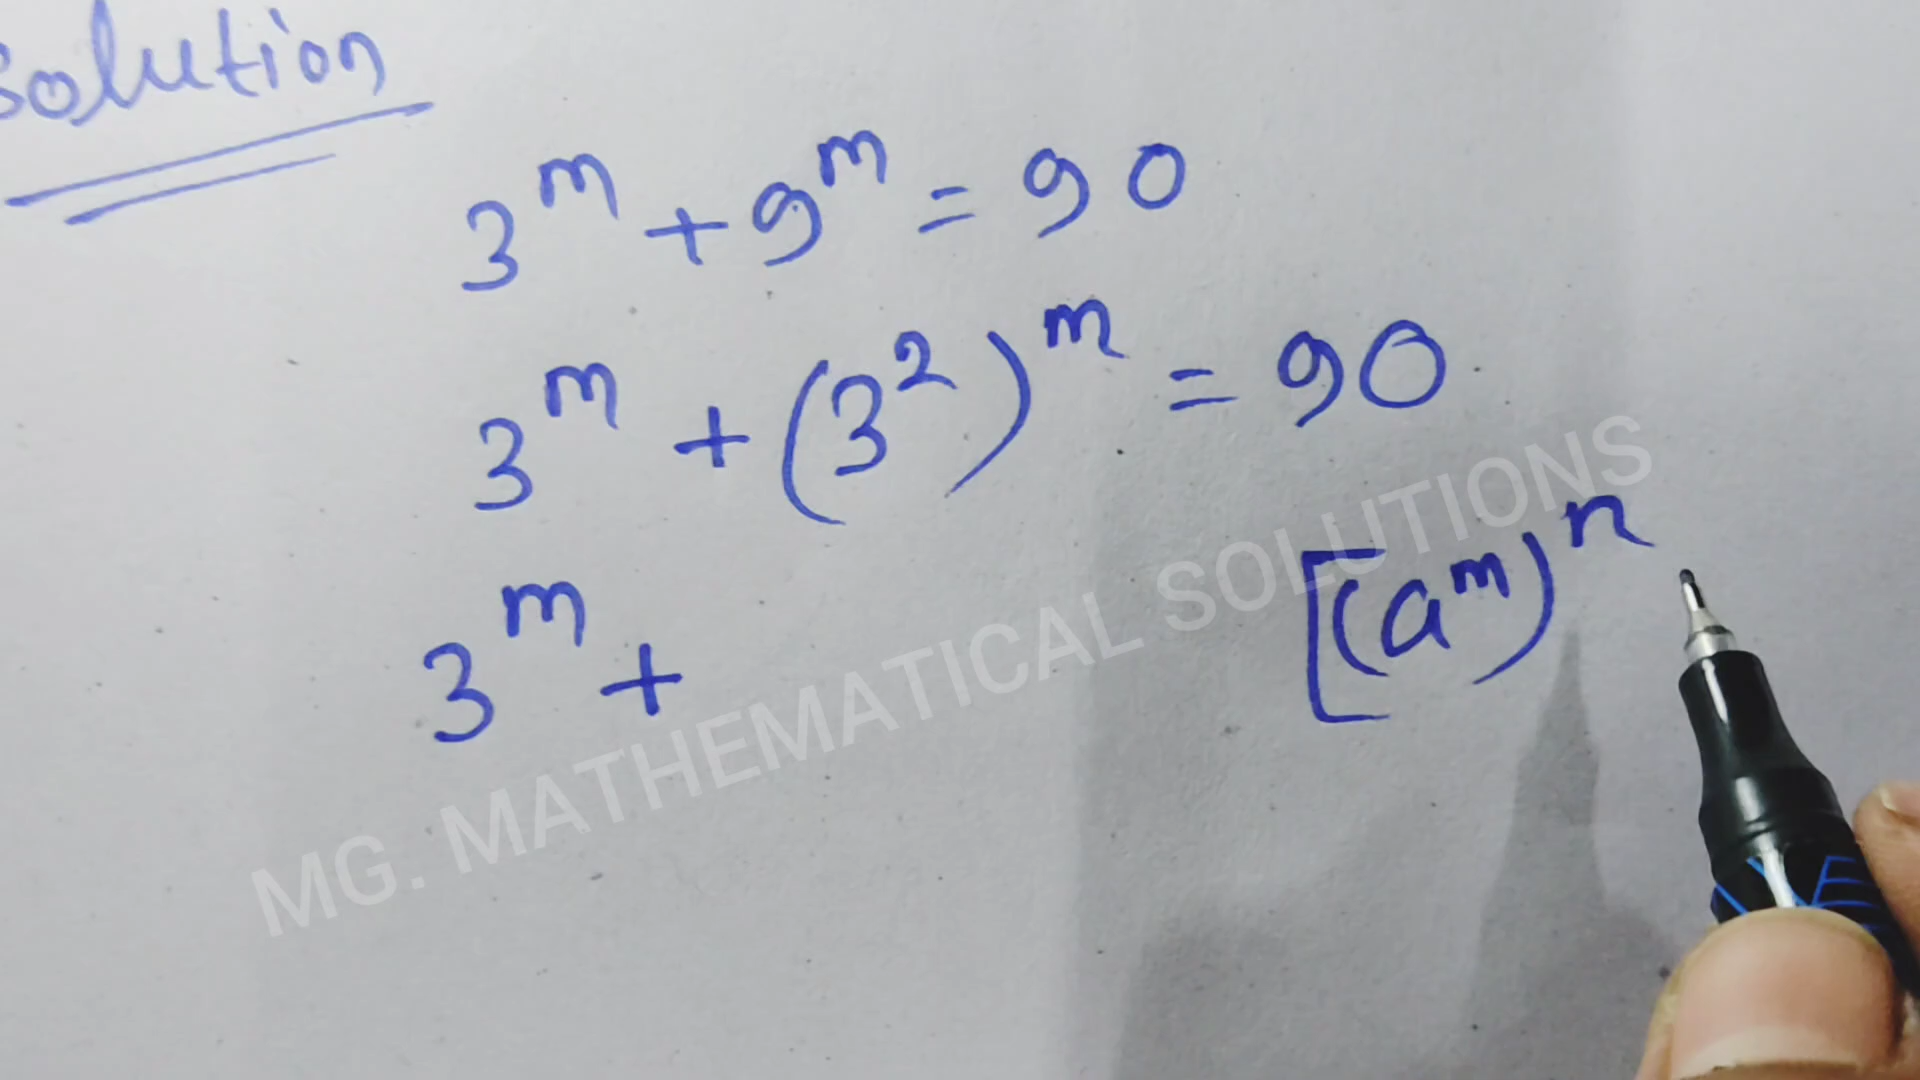 Solution
3^m + 9^m = 90
3^m + (3^2)^m = 90
3^m +
[(a^m)^n
MG. MATHEMATICAL SOLUTIONS